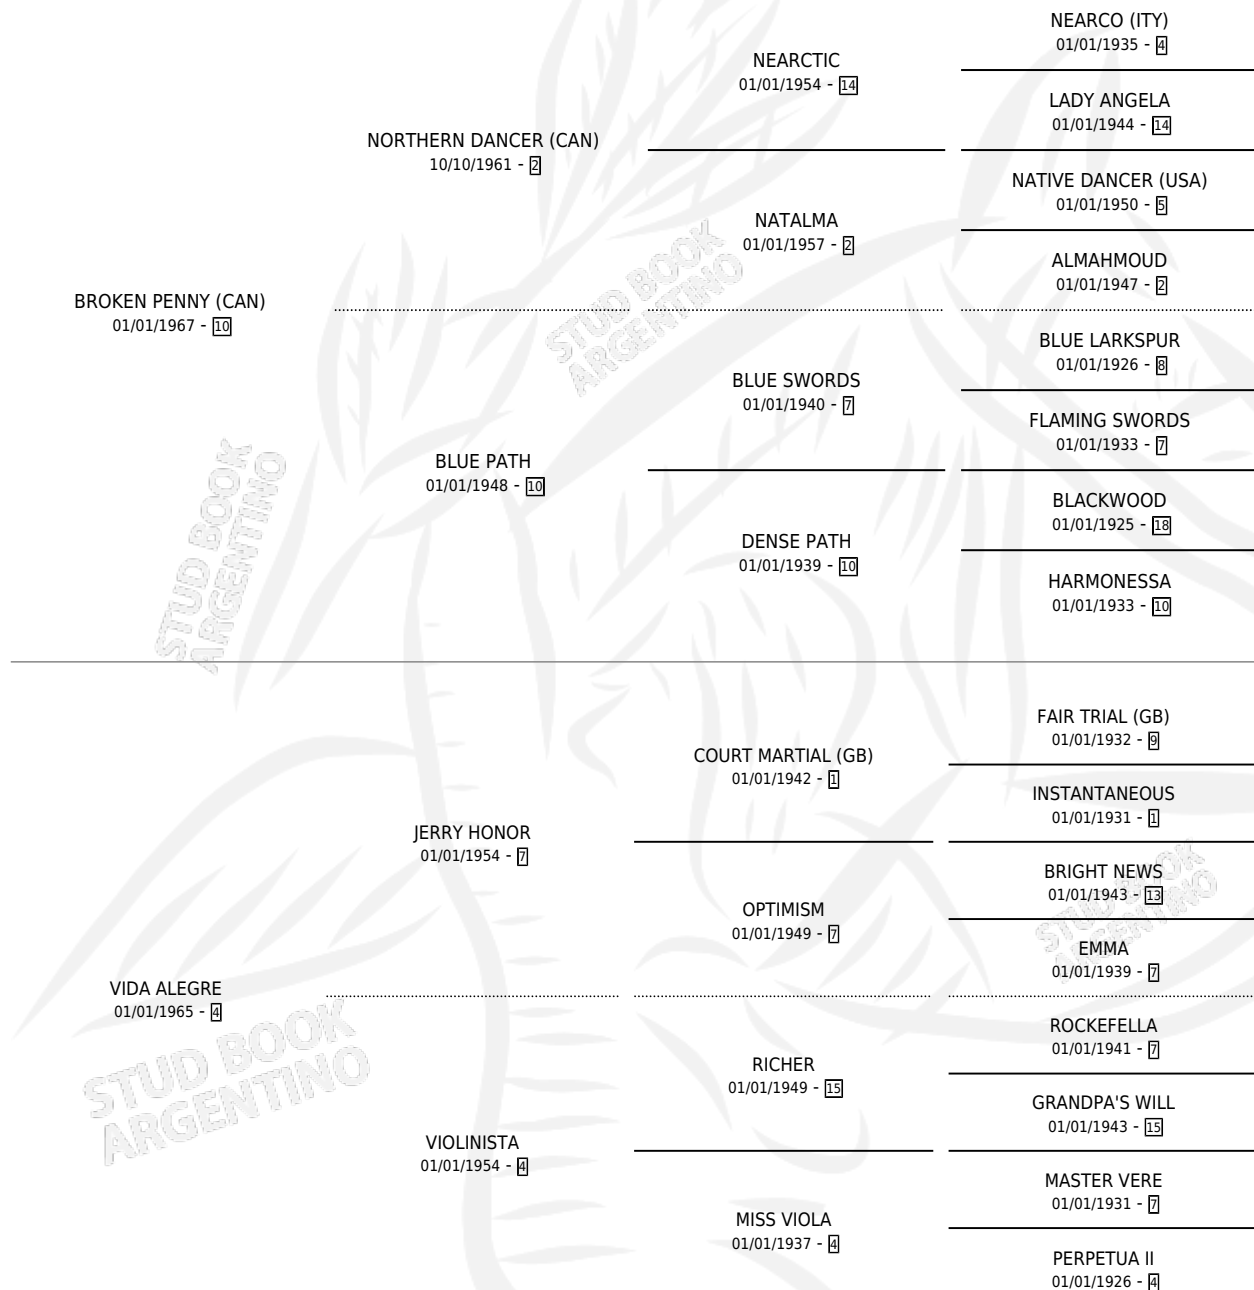 NEARCO (ITY)
01/01/1935 - 4
NEARCTIC
01/01/1954 - 14
LADY ANGELA
01/01/1944 - 14
NORTHERN DANCER (CAN)
10/10/1961 - 2
NATIVE DANCER (USA)
01/01/1950 - 5
NATALMA
01/01/1957 - 2
ALMAHMOUD
01/01/1947 - 2
BROKEN PENNY (CAN)
01/01/1967 - 10
STUD BOOK
ARGENTINO
BLUE LARKSPUR
01/01/1926 - 8
BLUE SWORDS
01/01/1940 - 7
FLAMING SWORDS
01/01/1933 - 7
BLUE PATH
01/01/1948 - 10
BLACKWOOD
01/01/1925 - 18
DENSE PATH
01/01/1939 - 10
HARMONESSA
01/01/1933 - 10
STUD BOOK
ARGENTINO
FAIR TRIAL (GB)
01/01/1932 - 9
COURT MARTIAL (GB)
01/01/1942 - 1
INSTANTANEOUS
01/01/1931 - 1
JERRY HONOR
01/01/1954 - 7
BRIGHT NEWS
01/01/1943 - 13
OPTIMISM
01/01/1949 - 7
EMMA
01/01/1939 - 7
STUD BOOK
ARGENTINO
VIDA ALEGRE
01/01/1965 - 4
ROCKEFELLA
01/01/1941 - 7
RICHER
01/01/1949 - 15
GRANDPA'S WILL
01/01/1943 - 15
STUD BOOK
ARGENTINO
VIOLINISTA
01/01/1954 - 4
MASTER VERE
01/01/1931 - 7
MISS VIOLA
01/01/1937 - 4
PERPETUA II
01/01/1926 - 4